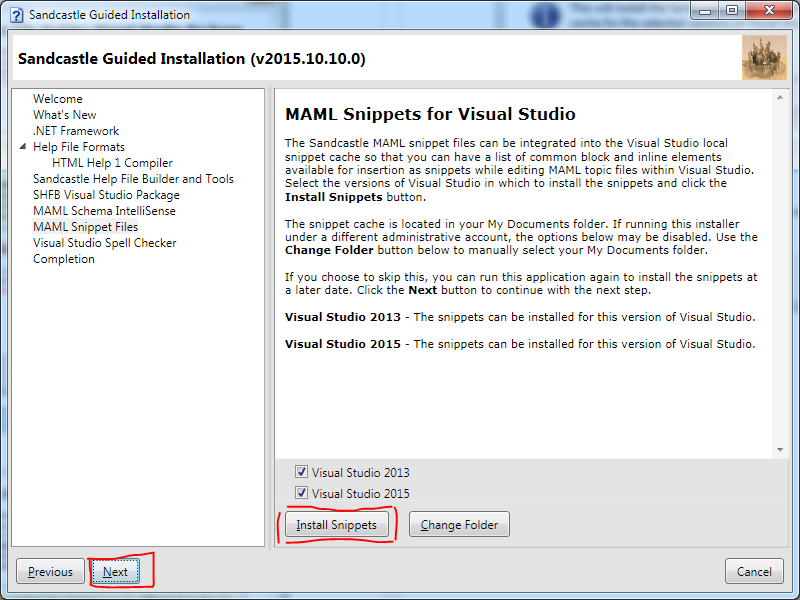 Sandcastle Guided Installation
Sandcastle Guided Installation (v2015.10.10.0)
Welcome
What's New
.NET Framework
Help File Formats
HTML Help 1 Compiler
Sandcastle Help File Builder and Tools
SHFB Visual Studio Package
MAML Schema IntelliSense
MAML Snippet Files
Visual Studio Spell Checker
Completion
MAML Snippets for Visual Studio
The Sandcastle MAML snippet files can be integrated into the Visual Studio local
snippet cache so that you can have a list of common block and inline elements
available for insertion as snippets while editing MAML topic files within Visual Studio.
Select the versions of Visual Studio in which to install the snippets and click the
Install Snippets button.
The snippet cache is located in your My Documents folder. If running this installer
under a different administrative account, the options below may be disabled. Use the
Change Folder button below to manually select your My Documents folder.
If you choose to skip this, you can run this application again to install the snippets at
a later date. Click the Next button to continue with the next step.
Visual Studio 2013 - The snippets can be installed for this version of Visual Studio.
Visual Studio 2015 - The snippets can be installed for this version of Visual Studio.
Visual Studio 2013
Visual Studio 2015
Install Snippets
Change Folder
Previous
Next
Cancel